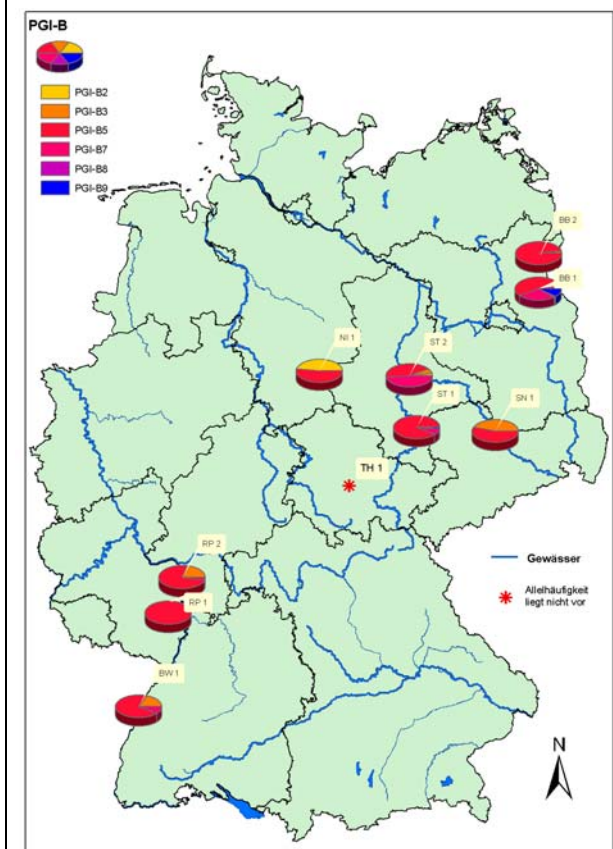 PGI-B
PGI-B2
PGI-B3
PGI-B5
PGI-B7
PGI-B8
PGI-B9
BB 2
BB 1
NI 1
ST 2
ST 1
SN 1
TH 1
RP 2
RP 1
BW 1
Gewässer
Allelhäufigkeit
liegt nicht vor
N